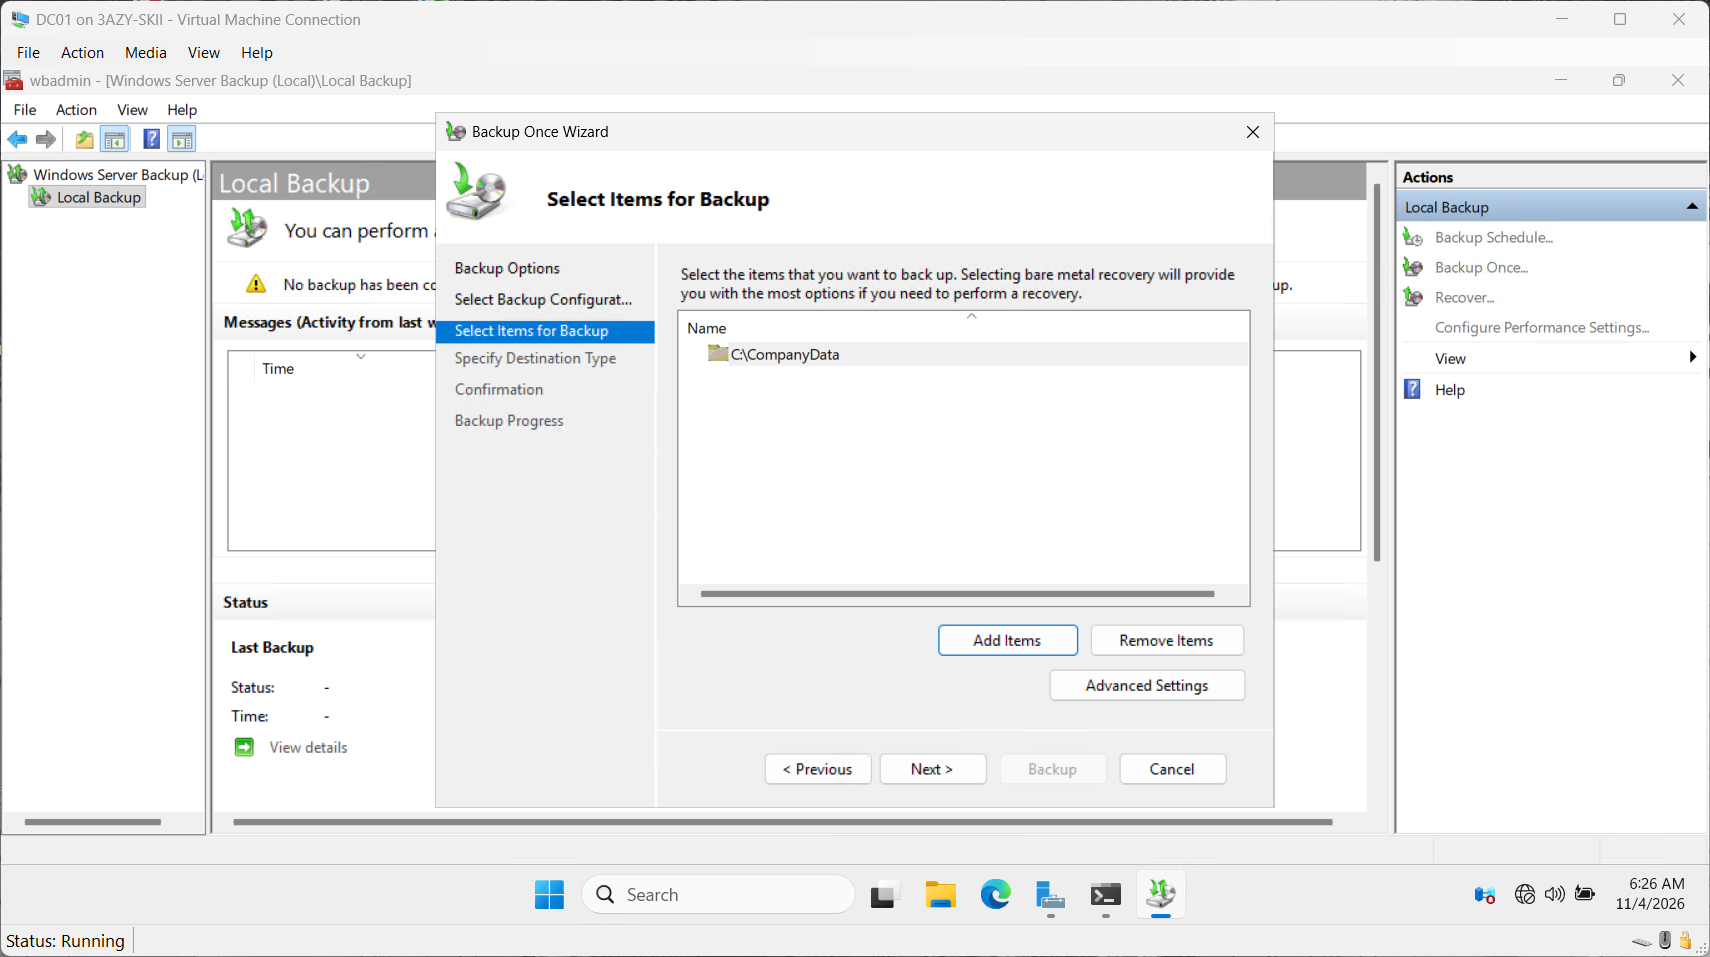 DC01 on 3AZY-SKII - Virtual Machine Connection
File Action Media View Help
wbadmin - [Windows Server Backup (Local)\Local Backup]
File Action View Help
Windows Server Backup (L
Local Backup
Local Backup
You can perform
No backup has been co
up.
Messages (Activity from last w
Time
Status
Last Backup
Status: -
Time: -
View details
Backup Once Wizard
Select Items for Backup
Backup Options
Select Backup Configurat...
Select Items for Backup
Specify Destination Type
Confirmation
Backup Progress
Select the items that you want to back up. Selecting bare metal recovery will provide
you with the most options if you need to perform a recovery.
Name
C:\CompanyData
Add Items
Remove Items
Advanced Settings
< Previous
Next >
Backup
Cancel
Actions
Local Backup
Backup Schedule...
Backup Once...
Recover...
Configure Performance Settings...
View
Help
Search
6:26 AM
11/4/2026
Status: Running